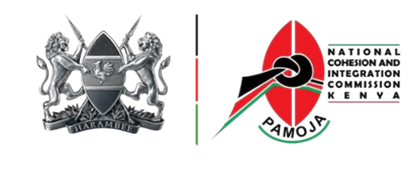 HARAMBEE
PAMOJA
NATIONAL
COHESION AND
INTEGRATION
COMMISSION
KENYA